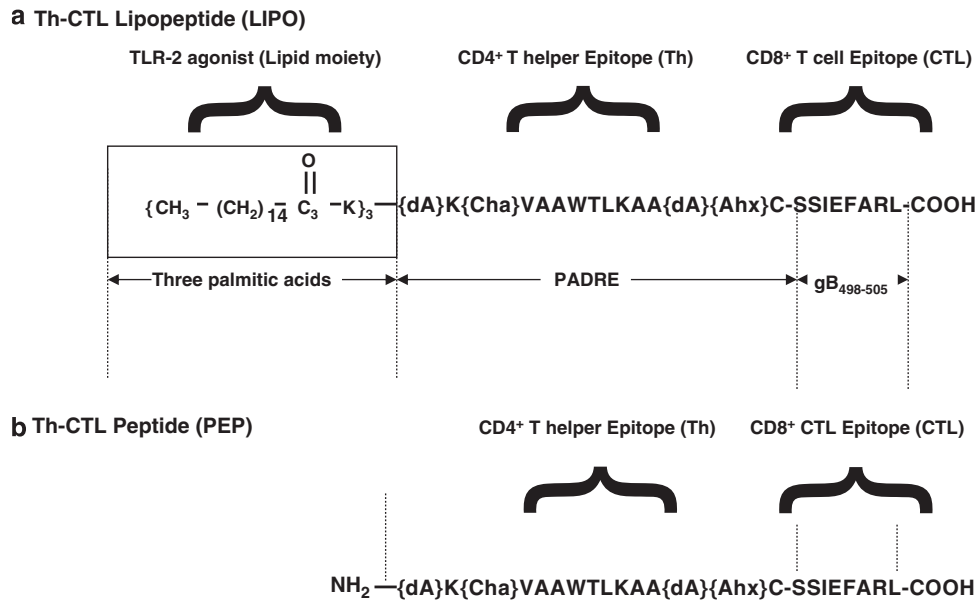 a Th-CTL Lipopeptide (LIPO)
TLR-2 agonist (Lipid moiety) CD4+ T helper Epitope (Th) CD8+ T cell Epitope (CTL)
O
{CH3 – (CH2)14 – C3 –K}3 —{dA}K{Cha}VAAWTLKAA{dA}{Ahx}C-SSIEFARL-COOH
Three palmitic acids PADRE gB498-505
b Th-CTL Peptide (PEP)
CD4+ T helper Epitope (Th) CD8+ CTL Epitope (CTL)
NH2 —{dA}K{Cha}VAAWTLKAA{dA}{Ahx}C-SSIEFARL-COOH